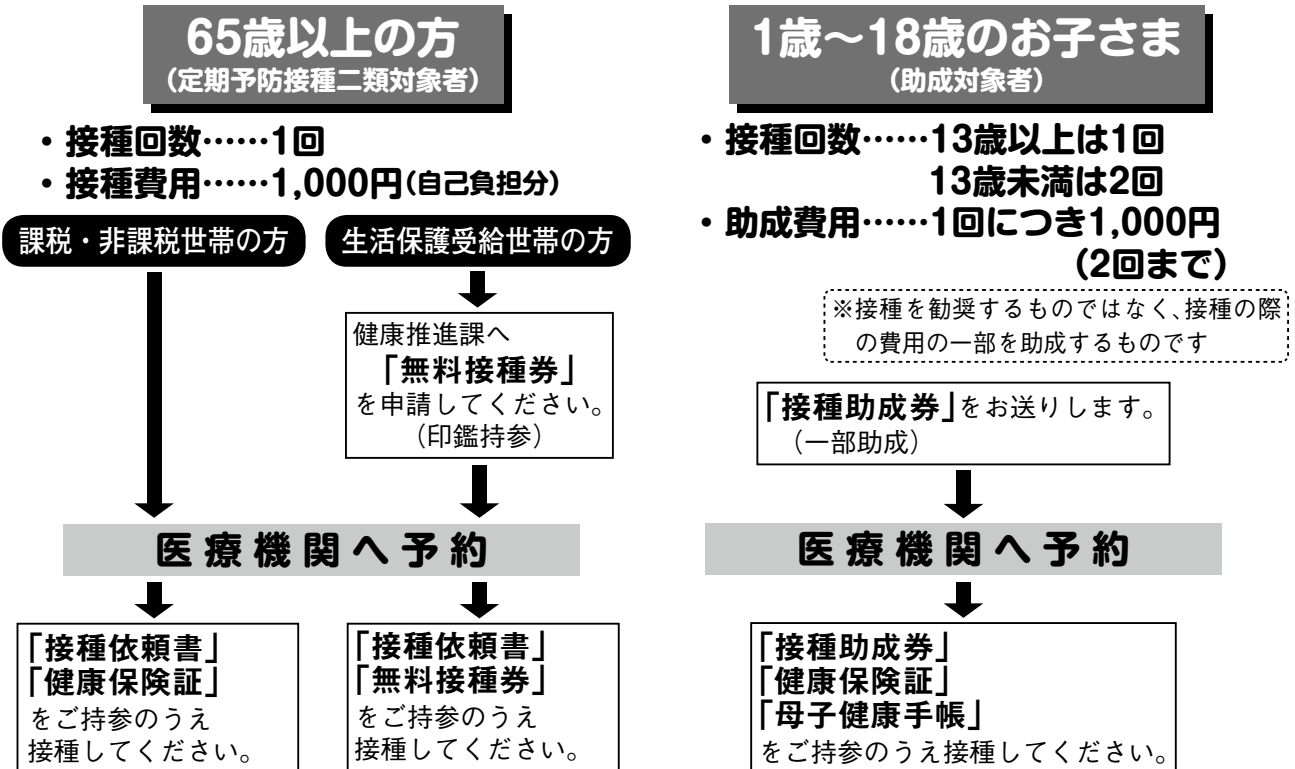 65歳以上の方
(定期予防接種二類対象者)
・接種回数……1回
・接種費用……1,000円(自己負担分)
課税・非課税世帯の方
生活保護受給世帯の方
健康推進課へ
「無料接種券」
を申請してください。
(印鑑持参)
医療機関へ予約
「接種依頼書」
「健康保険証」
をご持参のうえ
接種してください。
「接種依頼書」
「無料接種券」
をご持参のうえ
接種してください。
1歳~18歳のお子さま
(助成対象者)
・接種回数……13歳以上は1回
13歳未満は2回
・助成費用……1回につき1,000円
(2回まで)
※接種を勧奨するものではなく、接種の際
の費用の一部を助成するものです
「接種助成券」をお送りします。
(一部助成)
医療機関へ予約
「接種助成券」
「健康保険証」
「母子健康手帳」
をご持参のうえ接種してください。